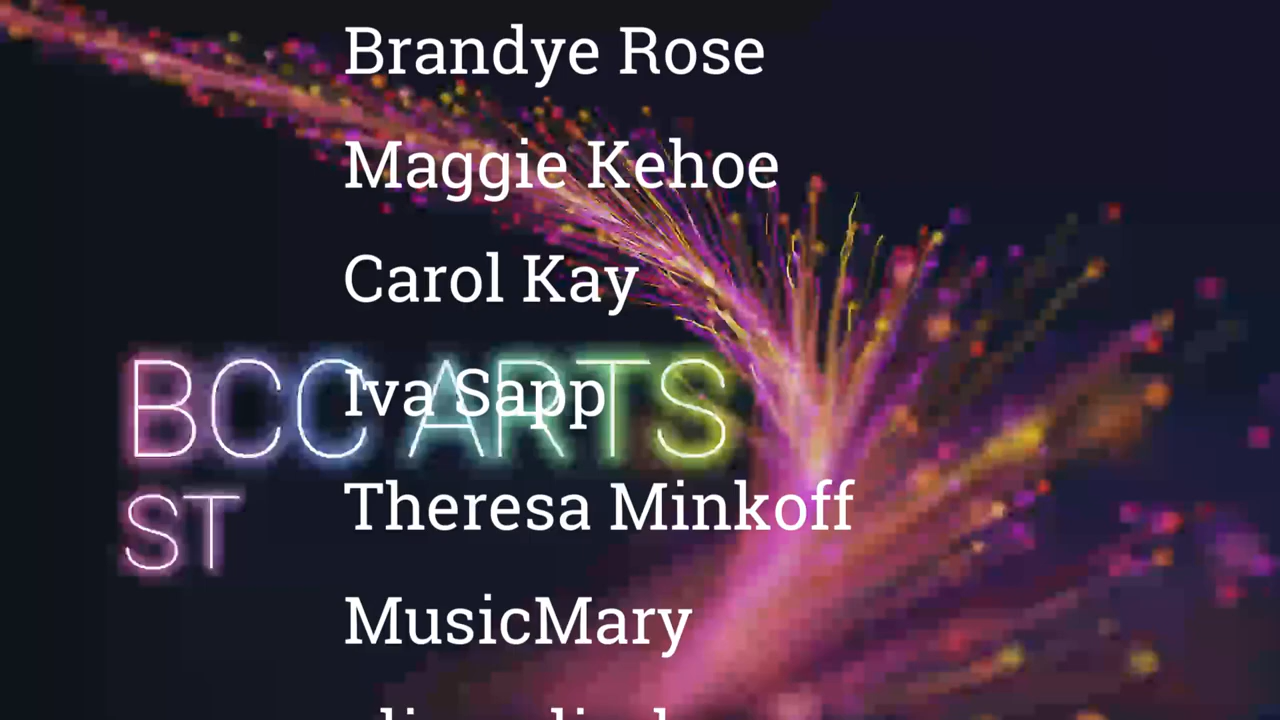 Brandye Rose
Maggie Kehoe
Carol Kay
BCC ARTS
Iva Sapp
ST
Theresa Minkoff
MusicMary